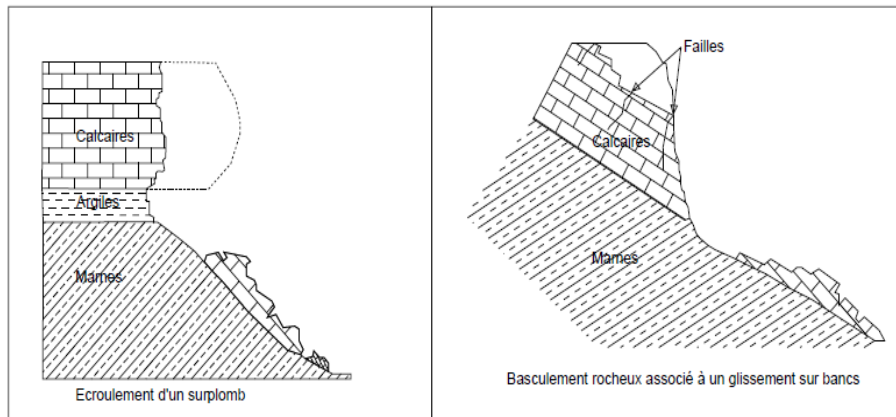 Calcaires
Argiles
Marnes
Ecroulement d'un surplomb
Failles
Calcaires
Marnes
Basculement rocheux associé à un glissement sur bancs